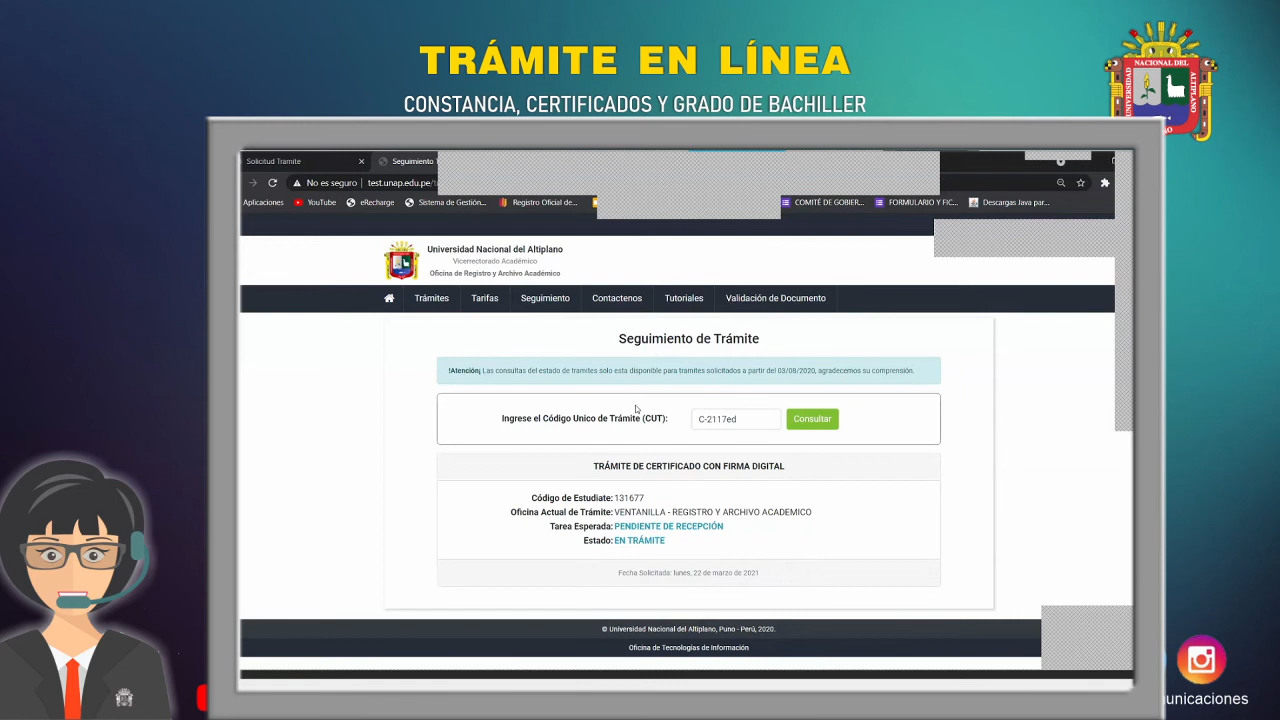 TRÁMITE EN LÍNEA
CONSTANCIA, CERTIFICADOS Y GRADO DE BACHILLER
UNIVERSIDAD NACIONAL DEL ALTIPLANO
PUNO
Solicitud Tramite
Seguimiento
No es seguro test.unap.edu.pe/
Aplicaciones YouTube eRecharge Sistema de Gestión... Registro Oficial de... COMITÉ DE GOBIER... FORMULARIO Y FIC... Descargas Java par...
Universidad Nacional del Altiplano
Vicerrectorado Académico
Oficina de Registro y Archivo Académico
Trámites Tarifas Seguimiento Contactenos Tutoriales Validación de Documento
Seguimiento de Trámite
!Atención¡ Las consultas del estado de tramites solo esta disponible para tramites solicitados a partir del 03/08/2020, agradecemos su comprensión.
Ingrese el Código Unico de Trámite (CUT): C-2117ed Consultar
TRÁMITE DE CERTIFICADO CON FIRMA DIGITAL
Código de Estudiate: 131677
Oficina Actual de Trámite: VENTANILLA - REGISTRO Y ARCHIVO ACADEMICO
Tarea Esperada: PENDIENTE DE RECEPCIÓN
Estado: EN TRÁMITE
Fecha Solicitada: lunes, 22 de marzo de 2021
© Universidad Nacional del Altiplano, Puno - Perú, 2020.
Oficina de Tecnologías de Información
unicaciones